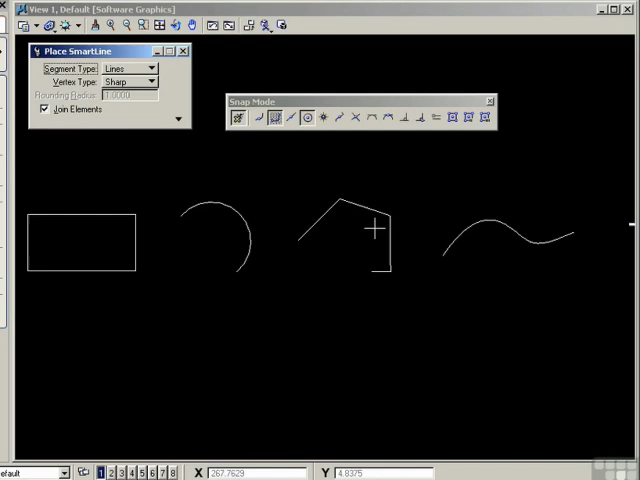 View 1, Default [Software Graphics]
Place SmartLine
Segment Type: Lines
Vertex Type: Sharp
Rounding Radius: 1.0000
Join Elements
Snap Mode
efault
1 2 3 4 5 6 7 8
X 267.7629
Y 4.8375